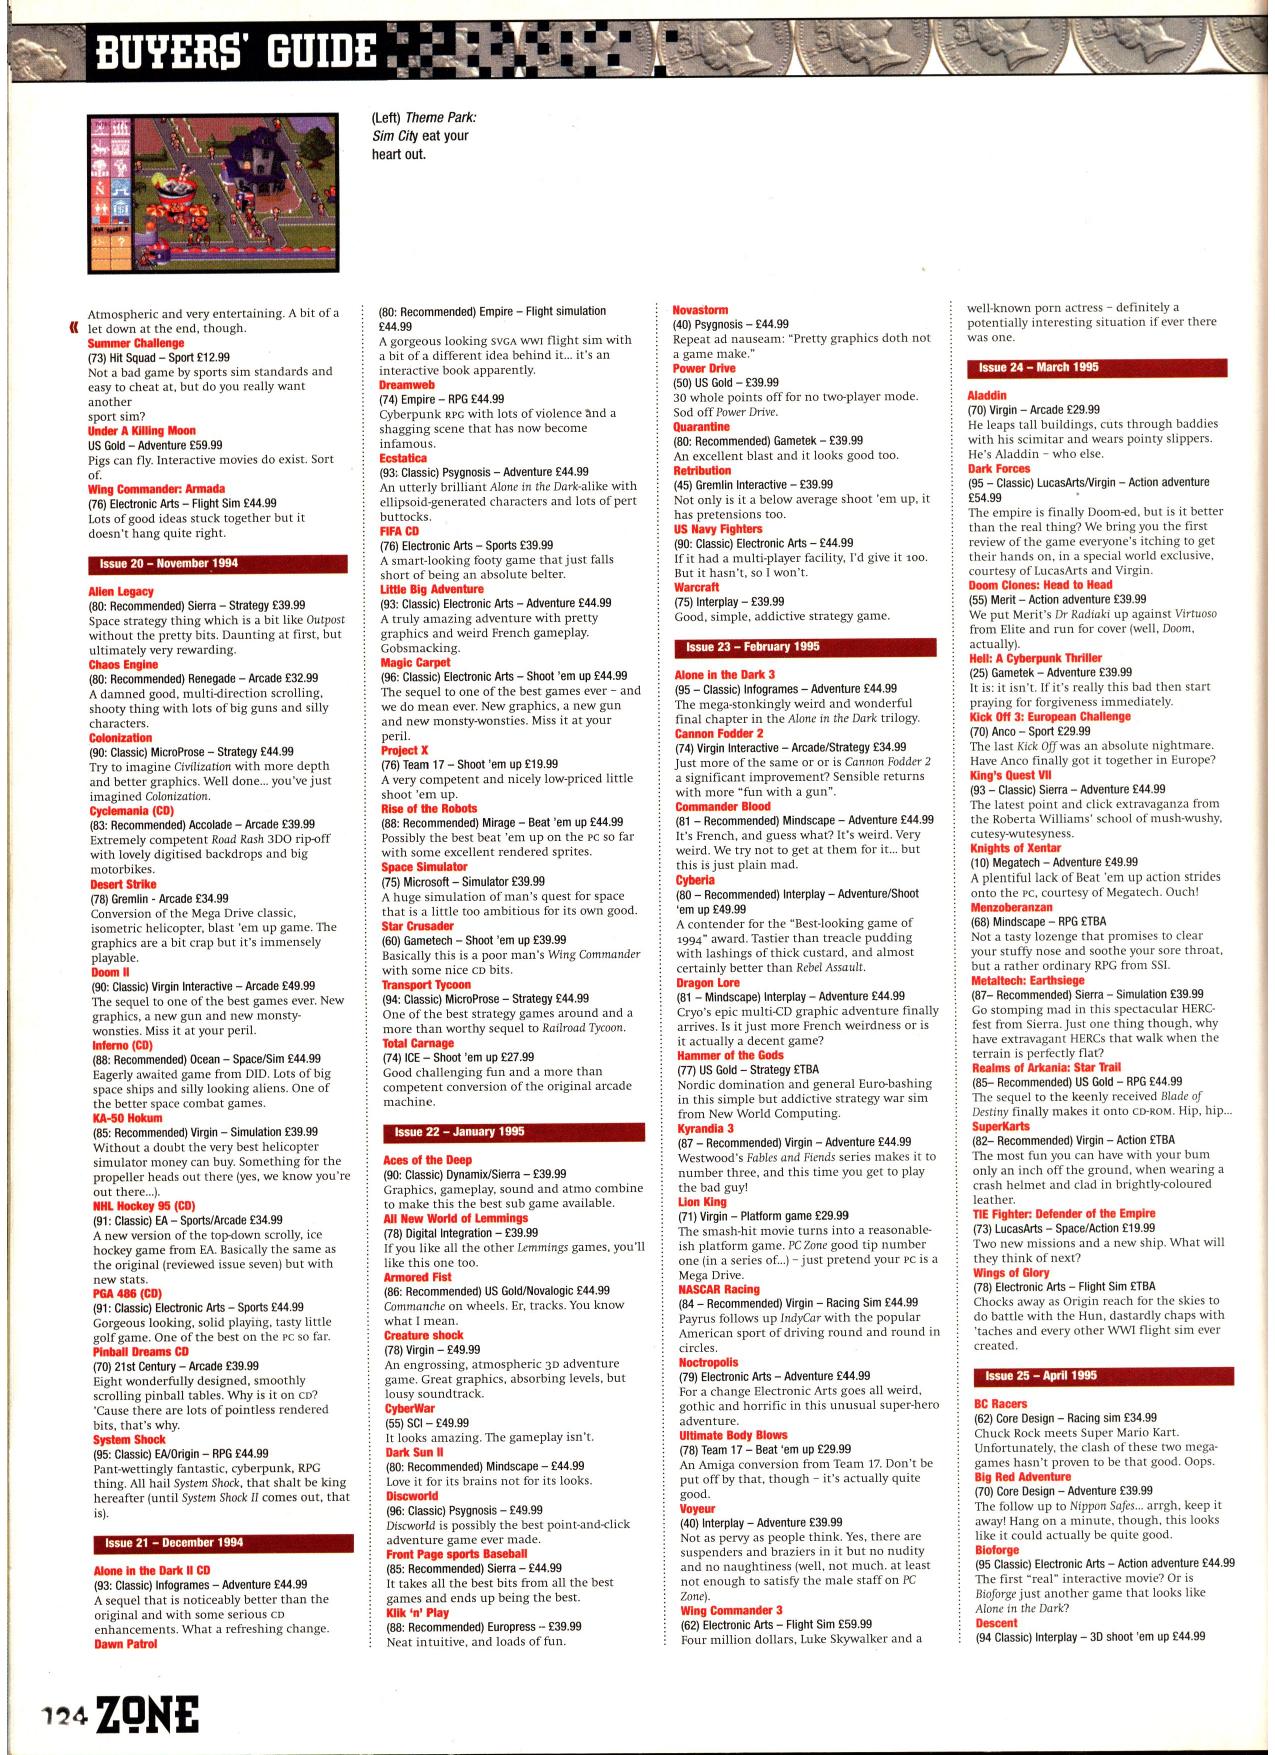 BUYERS' GUIDE
(Left) Theme Park:
Sim City eat your
heart out.
«
Atmospheric and very entertaining. A bit of a
let down at the end, though.
Summer Challenge
(73) Hit Squad – Sport £12.99
Not a bad game by sports sim standards and
easy to cheat at, but do you really want
another
sport sim?
Under A Killing Moon
US Gold – Adventure £59.99
Pigs can fly. Interactive movies do exist. Sort
of.
Wing Commander: Armada
(76) Electronic Arts – Flight Sim £44.99
Lots of good ideas stuck together but it
doesn't hang quite right.
Issue 20 – November 1994
Alien Legacy
(80: Recommended) Sierra – Strategy £39.99
Space strategy thing which is a bit like Outpost
without the pretty bits. Daunting at first, but
ultimately very rewarding.
Chaos Engine
(80: Recommended) Renegade – Arcade £32.99
A damned good, multi-direction scrolling,
shooty thing with lots of big guns and silly
characters.
Colonization
(90: Classic) MicroProse – Strategy £44.99
Try to imagine Civilization with more depth
and better graphics. Well done... you've just
imagined Colonization.
Cyclemania (CD)
(83: Recommended) Accolade – Arcade £39.99
Extremely competent Road Rash 3DO rip-off
with lovely digitised backdrops and big
motorbikes.
Desert Strike
(78) Gremlin - Arcade £34.99
Conversion of the Mega Drive classic,
isometric helicopter, blast 'em up game. The
graphics are a bit crap but it's immensely
playable.
Doom II
(90: Classic) Virgin Interactive – Arcade £49.99
The sequel to one of the best games ever. New
graphics, a new gun and new monsty-
wonsties. Miss it at your peril.
Inferno (CD)
(88: Recommended) Ocean – Space/Sim £44.99
Eagerly awaited game from DID. Lots of big
space ships and silly looking aliens. One of
the better space combat games.
KA-50 Hokum
(85: Recommended) Virgin – Simulation £39.99
Without a doubt the very best helicopter
simulator money can buy. Something for the
propeller heads out there (yes, we know you're
out there...).
NHL Hockey 95 (CD)
(91: Classic) EA – Sports/Arcade £34.99
A new version of the top-down scrolly, ice
hockey game from EA. Basically the same as
the original (reviewed issue seven) but with
new stats.
PGA 486 (CD)
(91: Classic) Electronic Arts – Sports £44.99
Gorgeous looking, solid playing, tasty little
golf game. One of the best on the PC so far.
Pinball Dreams CD
(70) 21st Century – Arcade £39.99
Eight wonderfully designed, smoothly
scrolling pinball tables. Why is it on CD?
'Cause there are lots of pointless rendered
bits, that's why.
System Shock
(95: Classic) EA/Origin – RPG £44.99
Pant-wettingly fantastic, cyberpunk, RPG
thing. All hail System Shock, that shalt be king
hereafter (until System Shock II comes out, that
is).
Issue 21 – December 1994
Alone in the Dark II CD
(93: Classic) Infogrames – Adventure £44.99
A sequel that is noticeably better than the
original and with some serious CD
enhancements. What a refreshing change.
Dawn Patrol
(80: Recommended) Empire – Flight simulation
£44.99
A gorgeous looking SVGA WWI flight sim with
a bit of a different idea behind it... it's an
interactive book apparently.
Dreamweb
(74) Empire – RPG £44.99
Cyberpunk RPG with lots of violence and a
shagging scene that has now become
infamous.
Ecstatica
(93: Classic) Psygnosis – Adventure £44.99
An utterly brilliant Alone in the Dark-alike with
ellipsoid-generated characters and lots of pert
buttocks.
FIFA CD
(76) Electronic Arts – Sports £39.99
A smart-looking footy game that just falls
short of being an absolute belter.
Little Big Adventure
(93: Classic) Electronic Arts – Adventure £44.99
A truly amazing adventure with pretty
graphics and weird French gameplay.
Gobsmacking.
Magic Carpet
(96: Classic) Electronic Arts – Shoot 'em up £44.99
The sequel to one of the best games ever – and
we do mean ever. New graphics, a new gun
and new monsty-wonsties. Miss it at your
peril.
Project X
(76) Team 17 – Shoot 'em up £19.99
A very competent and nicely low-priced little
shoot 'em up.
Rise of the Robots
(88: Recommended) Mirage – Beat 'em up £44.99
Possibly the best beat 'em up on the PC so far
with some excellent rendered sprites.
Space Simulator
(75) Microsoft – Simulator £39.99
A huge simulation of man's quest for space
that is a little too ambitious for its own good.
Star Crusader
(60) Gametech – Shoot 'em up £39.99
Basically this is a poor man's Wing Commander
with some nice CD bits.
Transport Tycoon
(94: Classic) MicroProse – Strategy £44.99
One of the best strategy games around and a
more than worthy sequel to Railroad Tycoon.
Total Carnage
(74) ICE – Shoot 'em up £27.99
Good challenging fun and a more than
competent conversion of the original arcade
machine.
Issue 22 – January 1995
Aces of the Deep
(90: Classic) Dynamix/Sierra – £39.99
Graphics, gameplay, sound and atmo combine
to make this the best sub game available.
All New World of Lemmings
(78) Digital Integration – £39.99
If you like all the other Lemmings games, you'll
like this one too.
Armored Fist
(86: Recommended) US Gold/Novalogic £44.99
Commanche on wheels. Er, tracks. You know
what I mean.
Creature shock
(78) Virgin – £49.99
An engrossing, atmospheric 3D adventure
game. Great graphics, absorbing levels, but
lousy soundtrack.
CyberWar
(55) SCI – £49.99
It looks amazing. The gameplay isn't.
Dark Sun II
(80: Recommended) Mindscape – £44.99
Love it for its brains not for its looks.
Discworld
(96: Classic) Psygnosis – £49.99
Discworld is possibly the best point-and-click
adventure game ever made.
Front Page sports Baseball
(85: Recommended) Sierra – £44.99
It takes all the best bits from all the best
games and ends up being the best.
Klik 'n' Play
(88: Recommended) Europress – £39.99
Neat intuitive, and loads of fun.
Novastorm
(40) Psygnosis – £44.99
Repeat ad nauseam: "Pretty graphics doth not
a game make."
Power Drive
(50) US Gold – £39.99
30 whole points off for no two-player mode.
Sod off Power Drive.
Quarantine
(80: Recommended) Gametek – £39.99
An excellent blast and it looks good too.
Retribution
(45) Gremlin Interactive – £39.99
Not only is it a below average shoot 'em up, it
has pretensions too.
US Navy Fighters
(90: Classic) Electronic Arts – £44.99
If it had a multi-player facility, I'd give it 100.
But it hasn't, so I won't.
Warcraft
(75) Interplay – £39.99
Good, simple, addictive strategy game.
Issue 23 – February 1995
Alone in the Dark 3
(95 – Classic) Infogrames – Adventure £44.99
The mega-stonkingly weird and wonderful
final chapter in the Alone in the Dark trilogy.
Cannon Fodder 2
(74) Virgin Interactive – Arcade/Strategy £34.99
Just more of the same or or is Cannon Fodder 2
a significant improvement? Sensible returns
with more "fun with a gun".
Commander Blood
(81 – Recommended) Mindscape – Adventure £44.99
It's French, and guess what? It's weird. Very
weird. We try not to get at them for it... but
this is just plain mad.
Cyberia
(80 – Recommended) Interplay – Adventure/Shoot
'em up £49.99
A contender for the "Best-looking game of
1994" award. Tastier than treacle pudding
with lashings of thick custard, and almost
certainly better than Rebel Assault.
Dragon Lore
(81 – Mindscape) Interplay – Adventure £44.99
Cryo's epic multi-CD graphic adventure finally
arrives. Is it just more French weirdness or is
it actually a decent game?
Hammer of the Gods
(77) US Gold – Strategy £TBA
Nordic domination and general Euro-bashing
in this simple but addictive strategy war sim
from New World Computing.
Kyrandia 3
(87 – Recommended) Virgin – Adventure £44.99
Westwood's Fables and Fiends series makes it to
number three, and this time you get to play
the bad guy!
Lion King
(71) Virgin – Platform game £29.99
The smash-hit movie turns into a reasonable-
ish platform game. PC Zone good tip number
one (in a series of...) – just pretend your PC is a
Mega Drive.
NASCAR Racing
(84 – Recommended) Virgin – Racing Sim £44.99
Payrus follows up IndyCar with the popular
American sport of driving round and round in
circles.
Noctropolis
(79) Electronic Arts – Adventure £44.99
For a change Electronic Arts goes all weird,
gothic and horrific in this unusual super-hero
adventure.
Ultimate Body Blows
(78) Team 17 – Beat 'em up £29.99
An Amiga conversion from Team 17. Don't be
put off by that, though – it's actually quite
good.
Voyeur
(40) Interplay – Adventure £39.99
Not as pervy as people think. Yes, there are
suspenders and braziers in it but no nudity
and no naughtiness (well, not much. at least
not enough to satisfy the male staff on PC
Zone).
Wing Commander 3
(62) Electronic Arts – Flight Sim £59.99
Four million dollars, Luke Skywalker and a
well-known porn actress – definitely a
potentially interesting situation if ever there
was one.
Issue 24 – March 1995
Aladdin
(70) Virgin – Arcade £29.99
He leaps tall buildings, cuts through baddies
with his scimitar and wears pointy slippers.
He's Aladdin – who else.
Dark Forces
(95 – Classic) LucasArts/Virgin – Action adventure
£54.99
The empire is finally Doom-ed, but is it better
than the real thing? We bring you the first
review of the game everyone's itching to get
their hands on, in a special world exclusive,
courtesy of LucasArts and Virgin.
Doom Clones: Head to Head
(55) Merit – Action adventure £39.99
We put Merit's Dr Radiaki up against Virtuoso
from Elite and run for cover (well, Doom,
actually).
Hell: A Cyberpunk Thriller
(25) Gametek – Adventure £39.99
It is: it isn't. If it's really this bad then start
praying for forgiveness immediately.
Kick Off 3: European Challenge
(70) Anco – Sport £29.99
The last Kick Off was an absolute nightmare.
Have Anco finally got it together in Europe?
King's Quest VII
(93 – Classic) Sierra – Adventure £44.99
The latest point and click extravaganza from
the Roberta Williams' school of mush-wushy,
cutesy-wutesyness.
Knights of Xentar
(10) Megatech – Adventure £49.99
A plentiful lack of Beat 'em up action strides
onto the PC, courtesy of Megatech. Ouch!
Menzoberanzan
(68) Mindscape – RPG £TBA
Not a tasty lozenge that promises to clear
your stuffy nose and soothe your sore throat,
but a rather ordinary RPG from SSI.
Metaltech: Earthsiege
(87– Recommended) Sierra – Simulation £39.99
Go stomping mad in this spectacular HERC-
fest from Sierra. Just one thing though, why
have extravagant HERCs that walk when the
terrain is perfectly flat?
Realms of Arkania: Star Trail
(85– Recommended) US Gold – RPG £44.99
The sequel to the keenly received Blade of
Destiny finally makes it onto CD-ROM. Hip, hip...
SuperKarts
(82– Recommended) Virgin – Action £TBA
The most fun you can have with your bum
only an inch off the ground, when wearing a
crash helmet and clad in brightly-coloured
leather.
TIE Fighter: Defender of the Empire
(73) LucasArts – Space/Action £19.99
Two new missions and a new ship. What will
they think of next?
Wings of Glory
(78) Electronic Arts – Flight Sim £TBA
Chocks away as Origin reach for the skies to
do battle with the Hun, dastardly chaps with
'taches and every other WWI flight sim ever
created.
Issue 25 – April 1995
BC Racers
(62) Core Design – Racing sim £34.99
Chuck Rock meets Super Mario Kart.
Unfortunately, the clash of these two mega-
games hasn't proven to be that good. Oops.
Big Red Adventure
(70) Core Design – Adventure £39.99
The follow up to Nippon Safes... arrgh, keep it
away! Hang on a minute, though, this looks
like it could actually be quite good.
Bioforge
(95 Classic) Electronic Arts – Action adventure £44.99
The first "real" interactive movie? Or is
Bioforge just another game that looks like
Alone in the Dark?
Descent
(94 Classic) Interplay – 3D shoot 'em up £44.99
124 ZONE